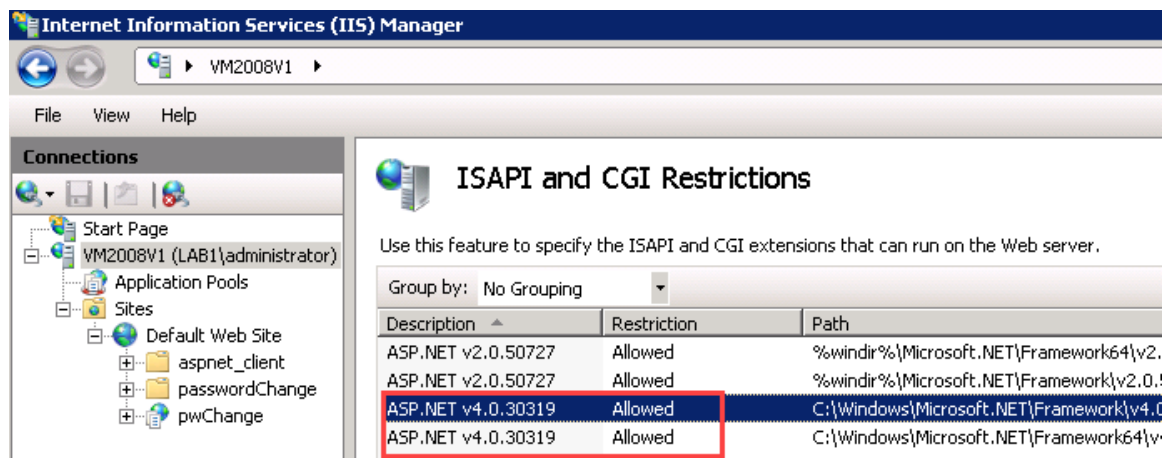 Internet Information Services (IIS) Manager
VM2008V1
File View Help
Connections
Start Page
VM2008V1 (LAB1\administrator)
Application Pools
Sites
Default Web Site
aspnet_client
passwordChange
pwChange
ISAPI and CGI Restrictions
Use this feature to specify the ISAPI and CGI extensions that can run on the Web server.
Group by: No Grouping
Description Restriction Path
ASP.NET v2.0.50727 Allowed %windir%\Microsoft.NET\Framework64\v2.
ASP.NET v2.0.50727 Allowed %windir%\Microsoft.NET\Framework\v2.0.5
ASP.NET v4.0.30319 Allowed C:\Windows\Microsoft.NET\Framework\v4.0
ASP.NET v4.0.30319 Allowed C:\Windows\Microsoft.NET\Framework64\v4